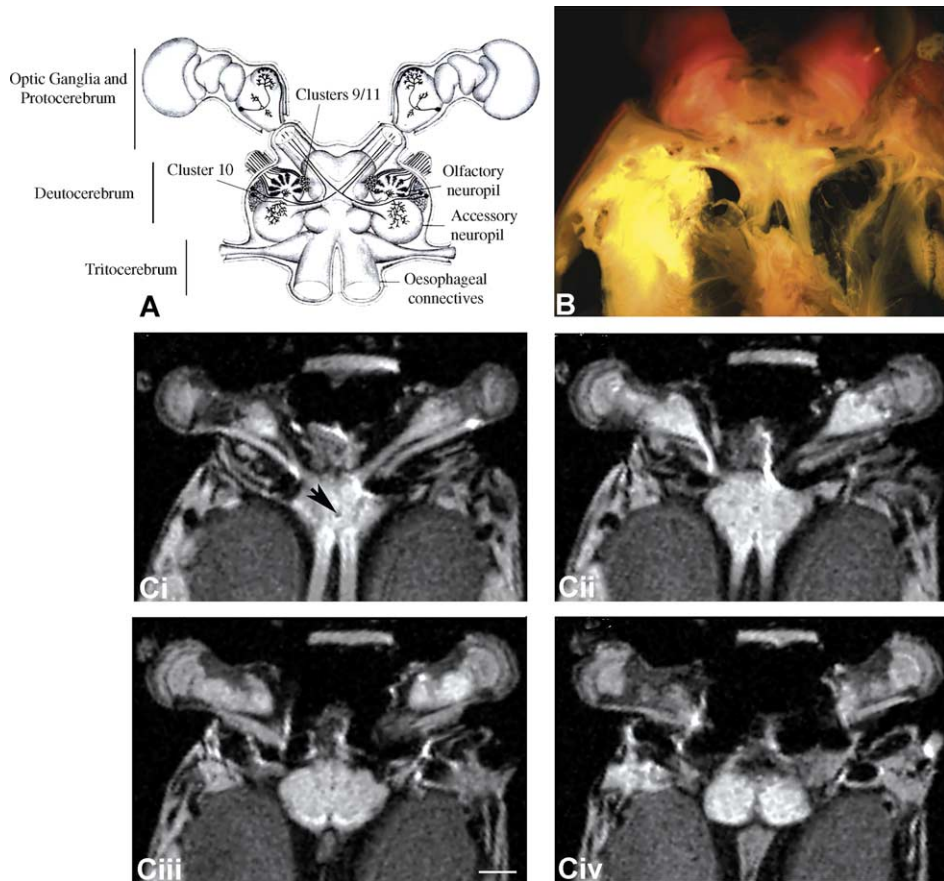 Optic Ganglia and
Protocerebrum
Clusters 9/11
Cluster 10
Deutocerebrum
Olfactory
neuropil
Accessory
neuropil
Tritocerebrum
Oesophageal
connectives
A
B
Ci
Cii
Ciii
Civ